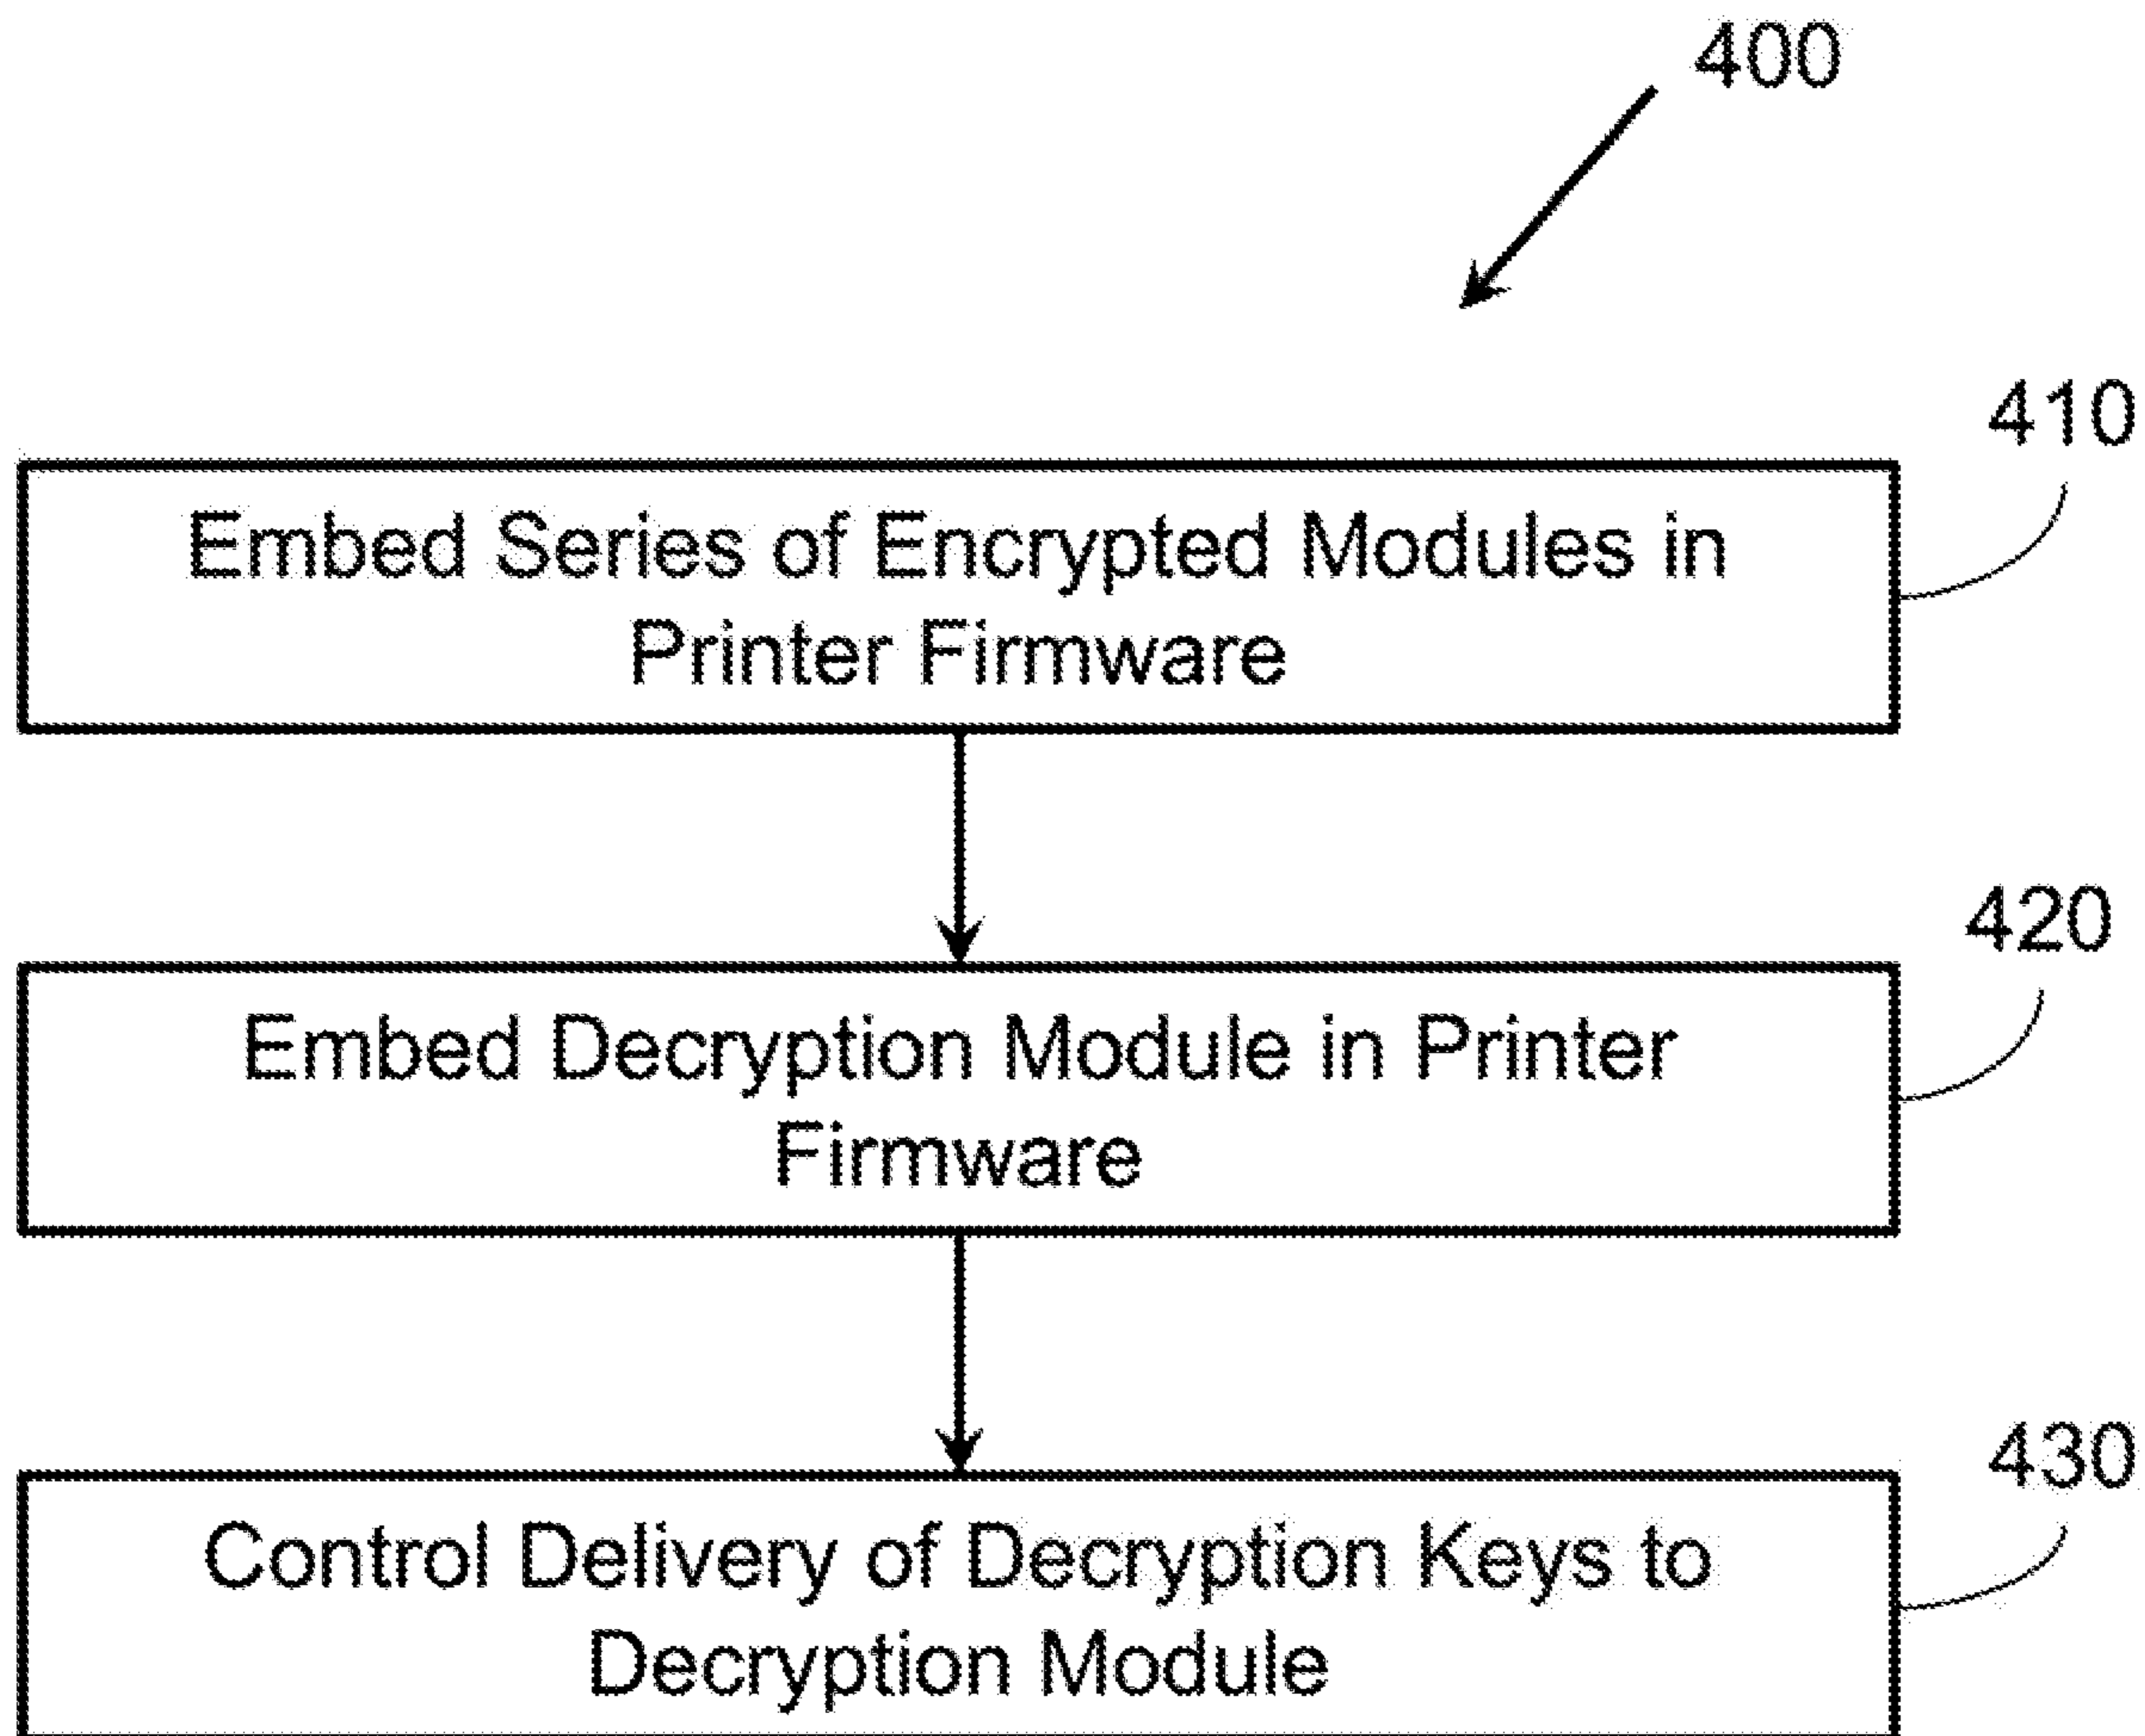 400
410
Embed Series of Encrypted Modules in
Printer Firmware
420
Embed Decryption Module in Printer
Firmware
430
Control Delivery of Decryption Keys to
Decryption Module